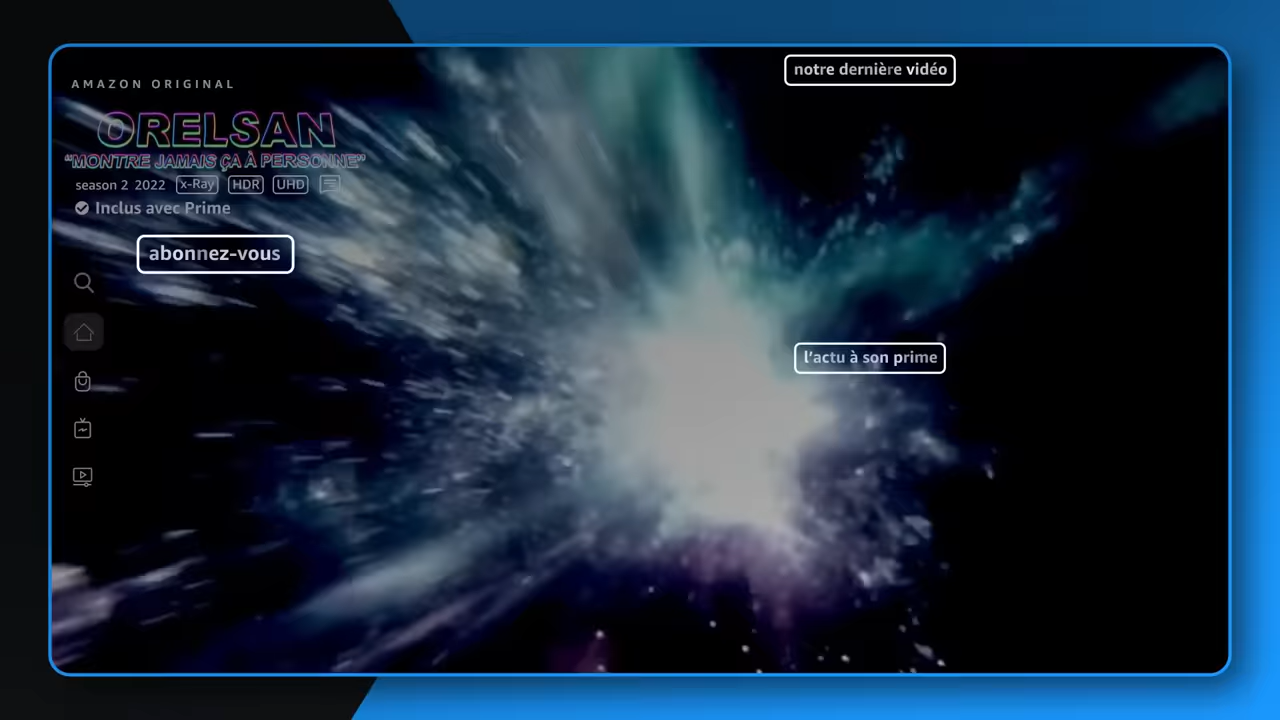 AMAZON ORIGINAL
ORELSAN
“MONTRE JAMAIS ÇA À PERSONNE”
season 2 2022 x-Ray HDR UHD
Inclus avec Prime
abonnez-vous
notre dernière vidéo
l’actu à son prime